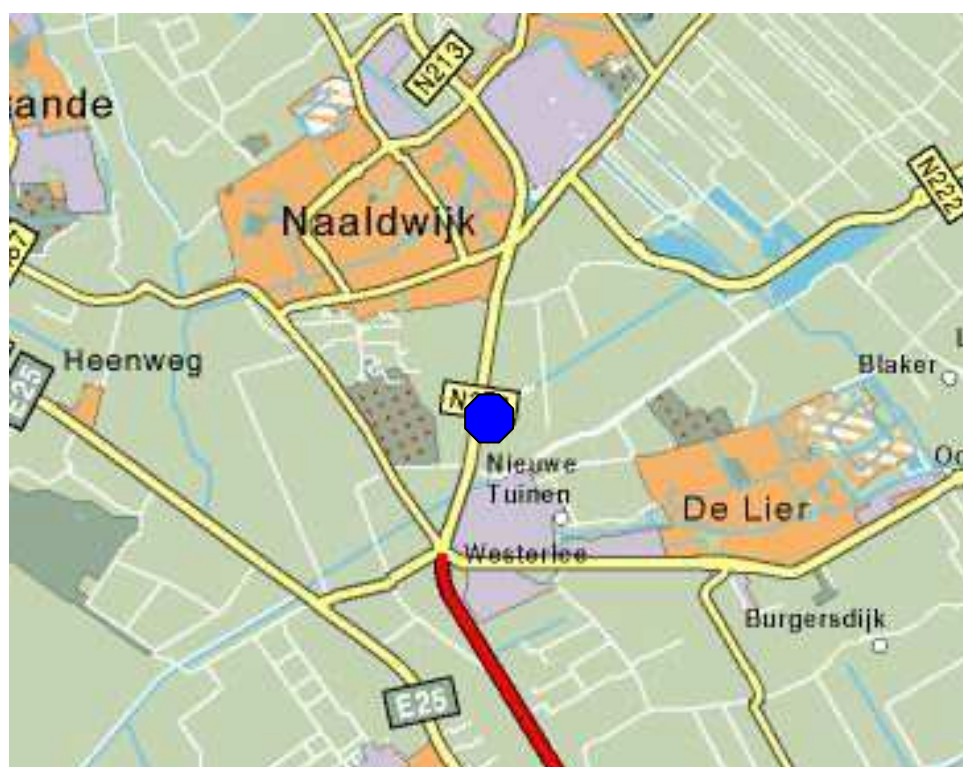 N213
ande
N222
Naaldwijk
Heenweg
E25
Blaker
Nieuwe
Tuinen
De Lier
Westerlee
Burgersdijk
E25